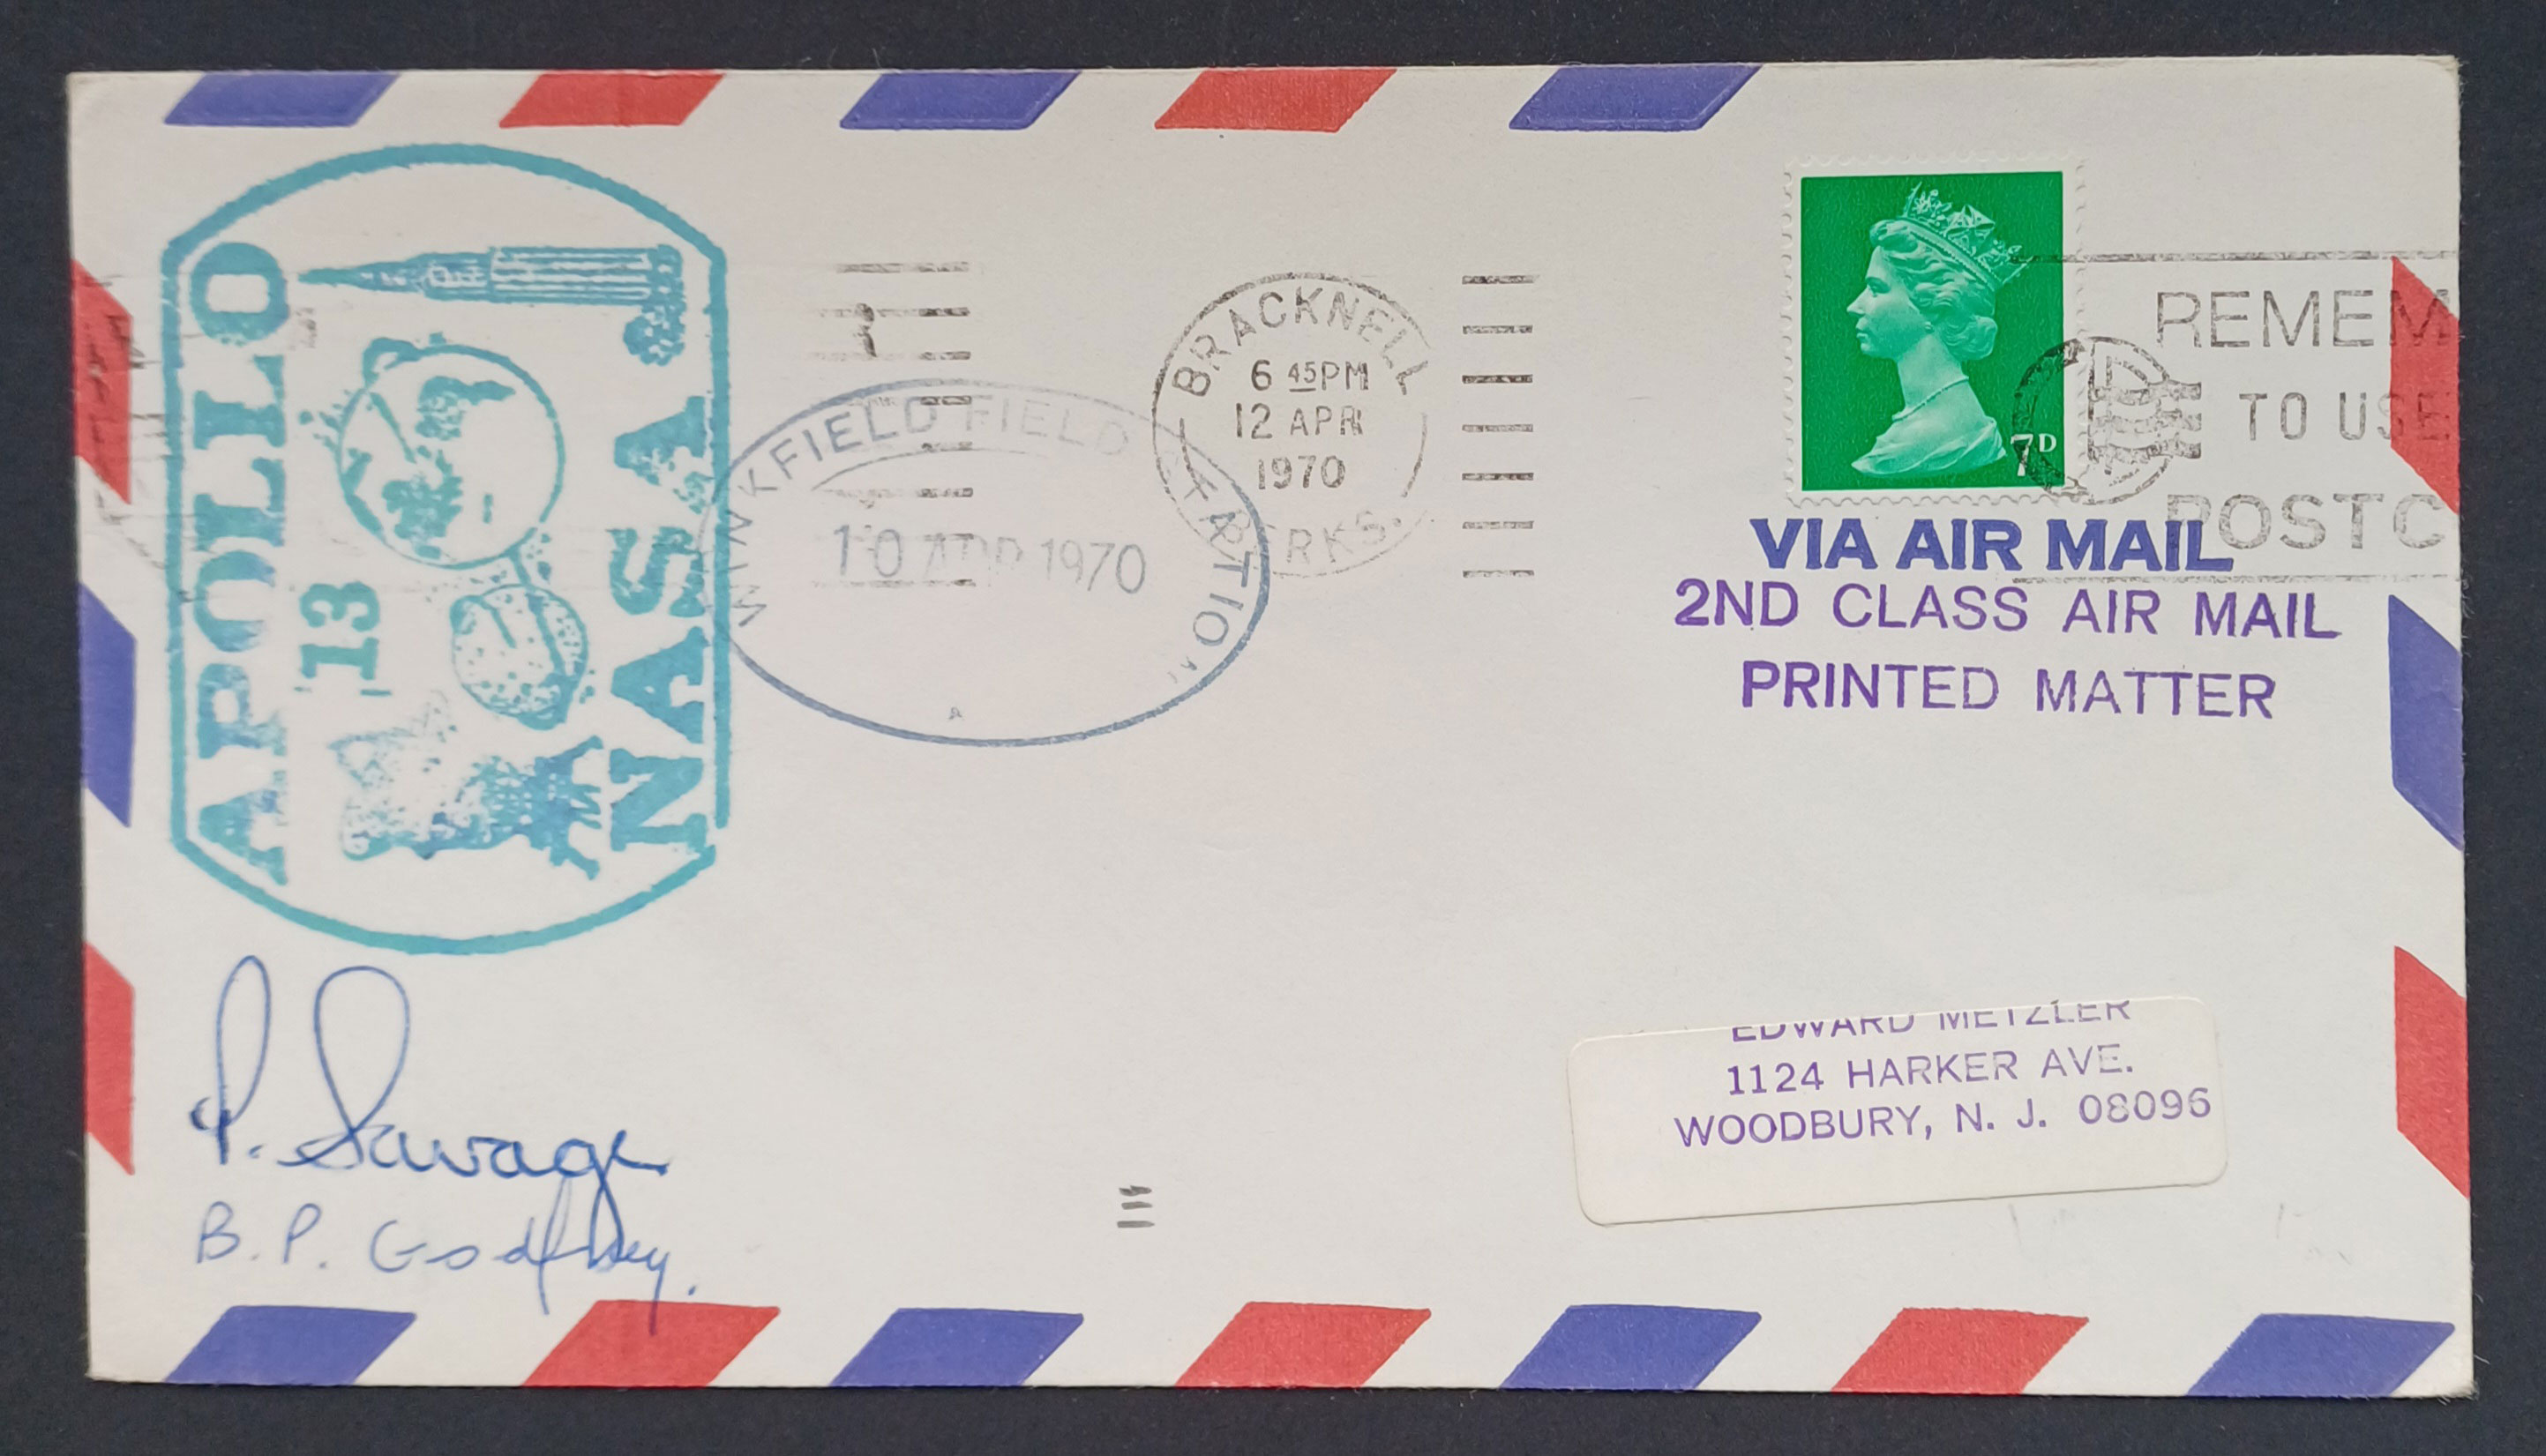 APOLLO
13
NASA
WINKFIELD FIELD STATION
10 APR 1970
BRACKNELL
6 45PM
12 APR
1970
BERKS.
7D
REMEM
TO USE
POSTC
VIA AIR MAIL
2ND CLASS AIR MAIL
PRINTED MATTER
P. Savage
B. P. Godfrey.
EDWARD METZLER
1124 HARKER AVE.
WOODBURY, N. J. 08096